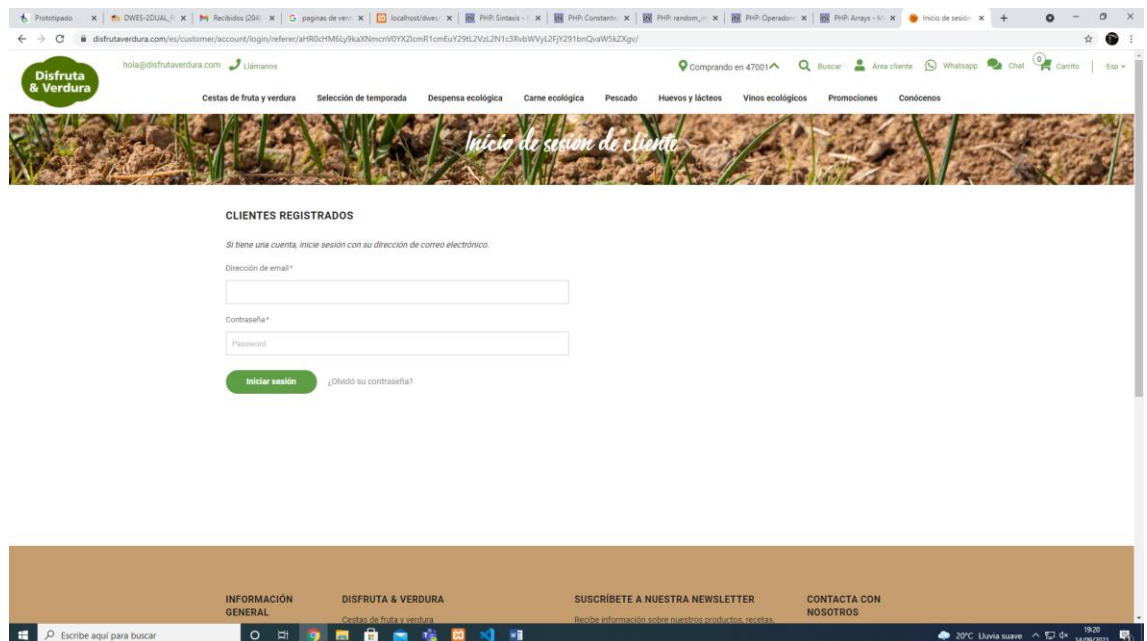 Prototipado
DWES-2DUAL_
Recibidos (204)
paginas de vent
localhost/dwes
PHP: Sintaxis -
PHP: Constante
PHP: random_in
PHP: Operador
PHP: Arrays - M
Inicio de sesión
disfrutaverdura.com/es/customer/account/login/referer/
Disfruta
& Verdura
hola@disfrutaverdura.com Llámanos
Comprando en 47001 Buscar Área cliente Whatsapp Chat 0 Carrito Esp
Cestas de fruta y verdura Selección de temporada Despensa ecológica Carne ecológica Pescado Huevos y lácteos Vinos ecológicos Promociones Conócenos
Inicio de sesión de cliente
CLIENTES REGISTRADOS
Si tiene una cuenta, inicie sesión con su dirección de correo electrónico.
Dirección de email*
Contraseña*
Password
Iniciar sesión ¿Olvidó su contraseña?
INFORMACIÓN
GENERAL
DISFRUTA & VERDURA
Cestas de fruta y verdura
SUSCRÍBETE A NUESTRA NEWSLETTER
Recibe información sobre nuestros productos, recetas,
CONTACTA CON
NOSOTROS
Escribe aquí para buscar
20°C Lluvia suave
19:20
14/09/2021